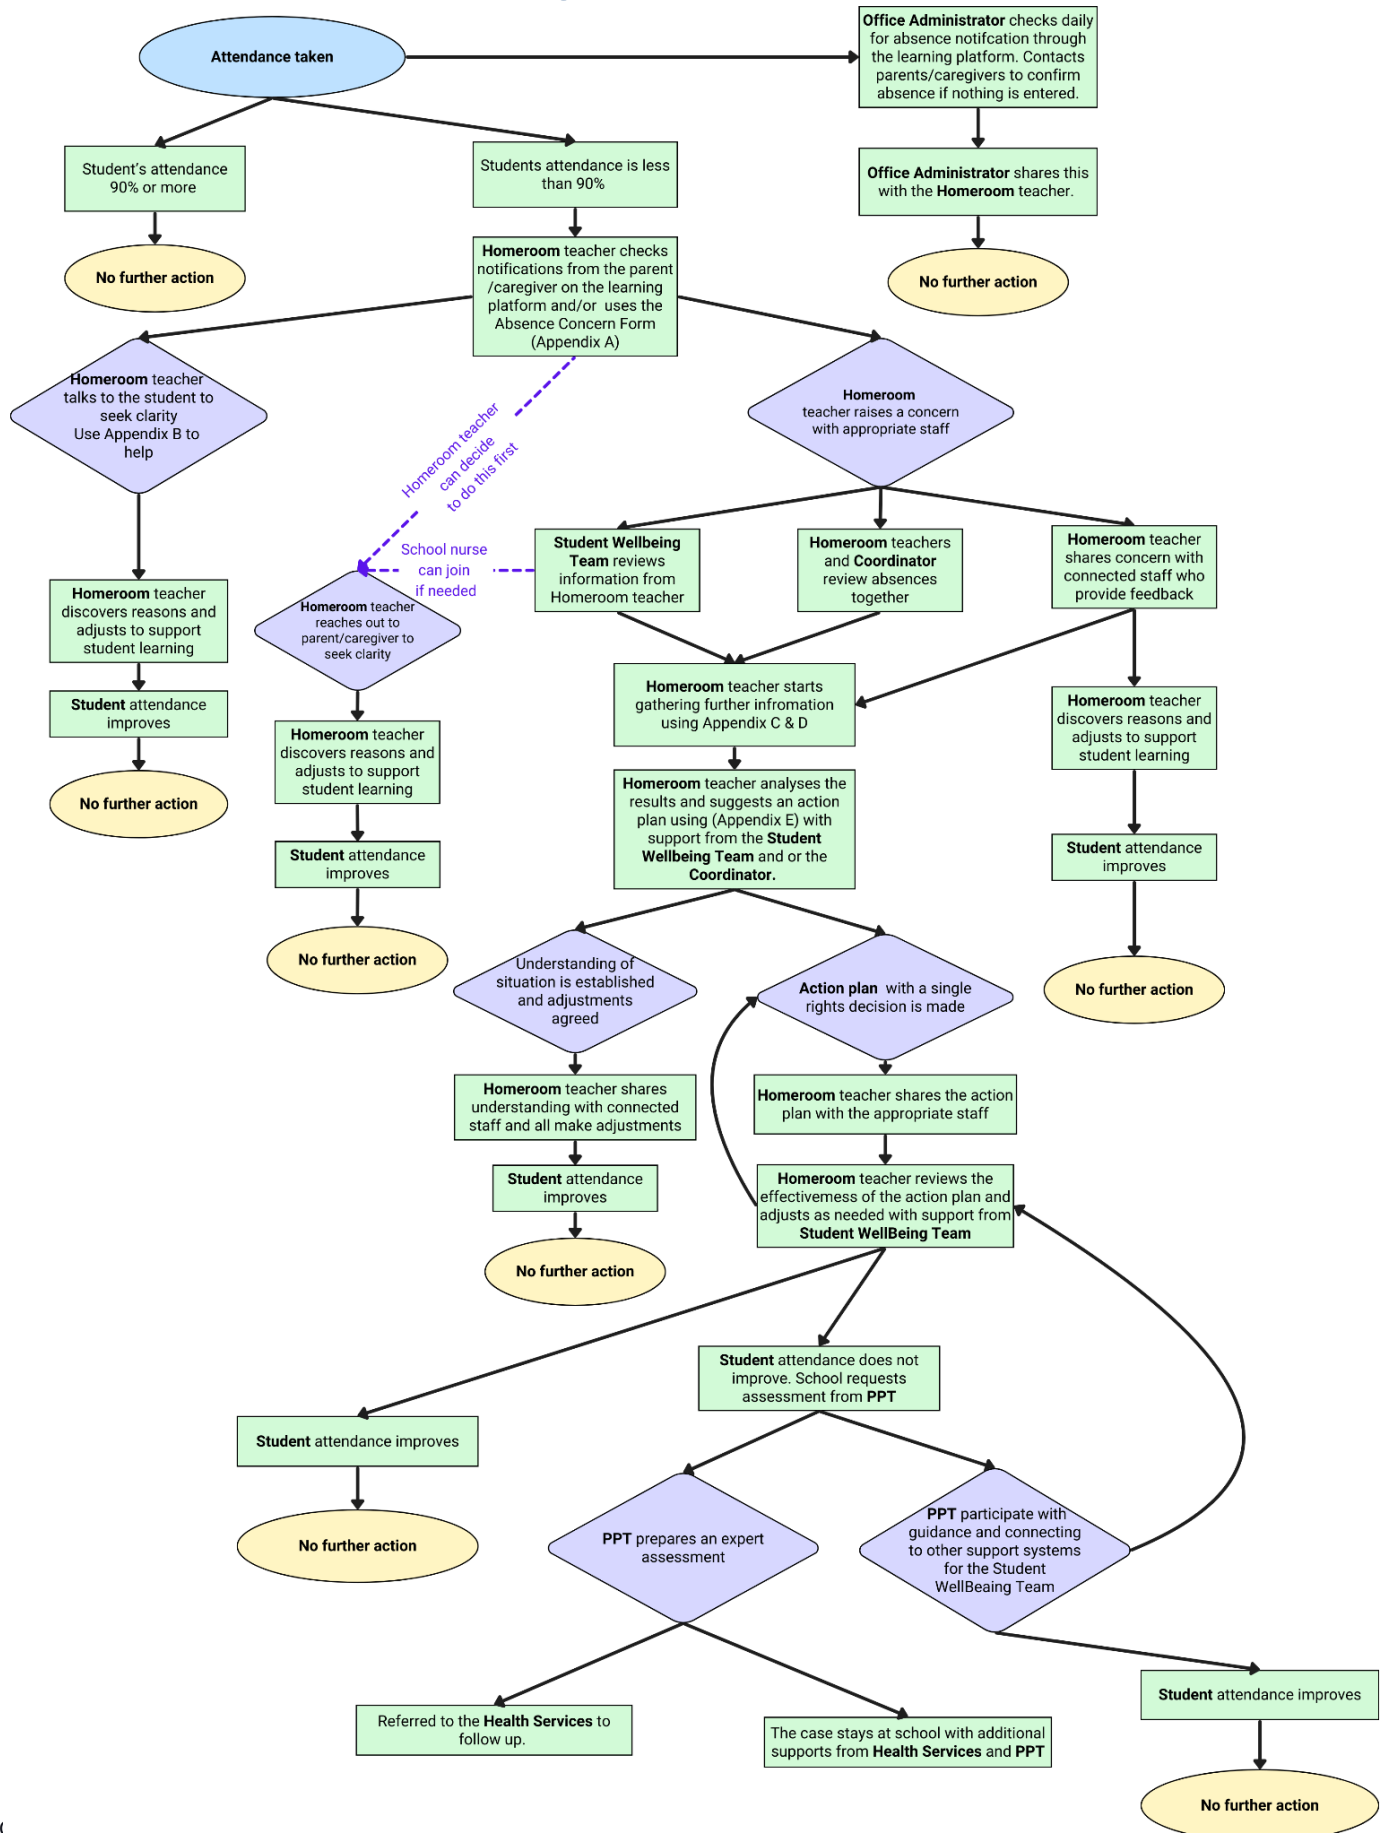 Attendance taken
Office Administrator checks daily
for absence notifcation through
the learning platform. Contacts
parents/caregivers to confirm
absence if nothing is entered.
Student's attendance
90% or more
Students attendance is less
than 90%
Office Administrator shares this
with the Homeroom teacher.
No further action
Homeroom teacher checks
notifications from the parent
/caregiver on the learning
platform and/or uses the
Absence Concern Form
(Appendix A)
No further action
Homeroom teacher
talks to the student to
seek clarity
Use Appendix B to
help
Homeroom teacher
can decide
to do this first
Homeroom
teacher raises a concern
with appropriate staff
School nurse
can join
if needed
Student Wellbeing
Team reviews
information from
Homeroom teacher
Homeroom teachers
and Coordinator
review absences
together
Homeroom teacher
shares concern with
connected staff who
provide feedback
Homeroom teacher
discovers reasons and
adjusts to support
student learning
Homeroom teacher
reaches out to
parent/caregiver to
seek clarity
Student attendance
improves
Homeroom teacher starts
gathering further infromation
using Appendix C & D
Homeroom teacher
discovers reasons and
adjusts to support
student learning
Homeroom teacher
discovers reasons and
adjusts to support
student learning
No further action
Homeroom teacher analyses the
results and suggests an action
plan using (Appendix E) with
support from the Student
Wellbeing Team and or the
Coordinator.
Student attendance
improves
Student attendance
improves
No further action
Understanding of
situation is established
and adjustments
agreed
Action plan with a single
rights decision is made
No further action
Homeroom teacher shares
understanding with connected
staff and all make adjustments
Homeroom teacher shares the action
plan with the appropriate staff
Student attendance
improves
Homeroom teacher reviews the
effectiveness of the action plan and
adjusts as needed with support from
Student WellBeing Team
No further action
Student attendance does not
improve. School requests
assessment from PPT
Student attendance improves
No further action
PPT prepares an expert
assessment
PPT participate with
guidance and connecting
to other support systems
for the Student
WellBeaing Team
Referred to the Health Services to
follow up.
The case stays at school with additional
supports from Health Services and PPT
Student attendance improves
No further action